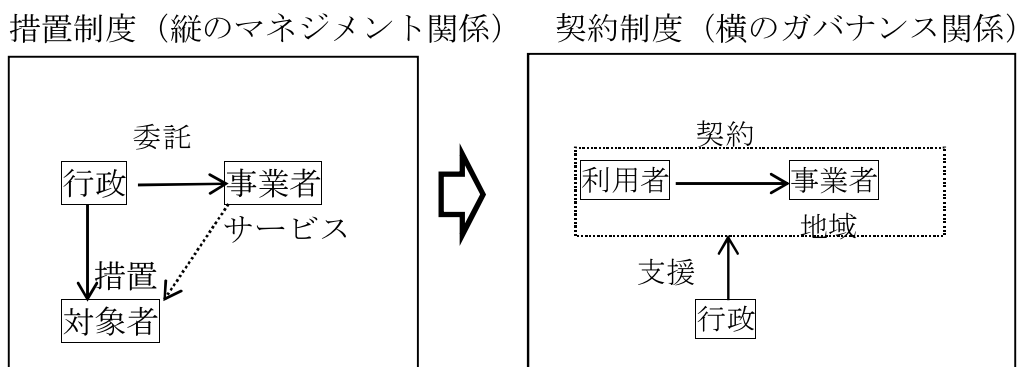 措置制度（縦のマネジメント関係）
委託
行政
事業者
サービス
措置
対象者
契約制度（横のガバナンス関係）
契約
利用者
事業者
地域
支援
行政